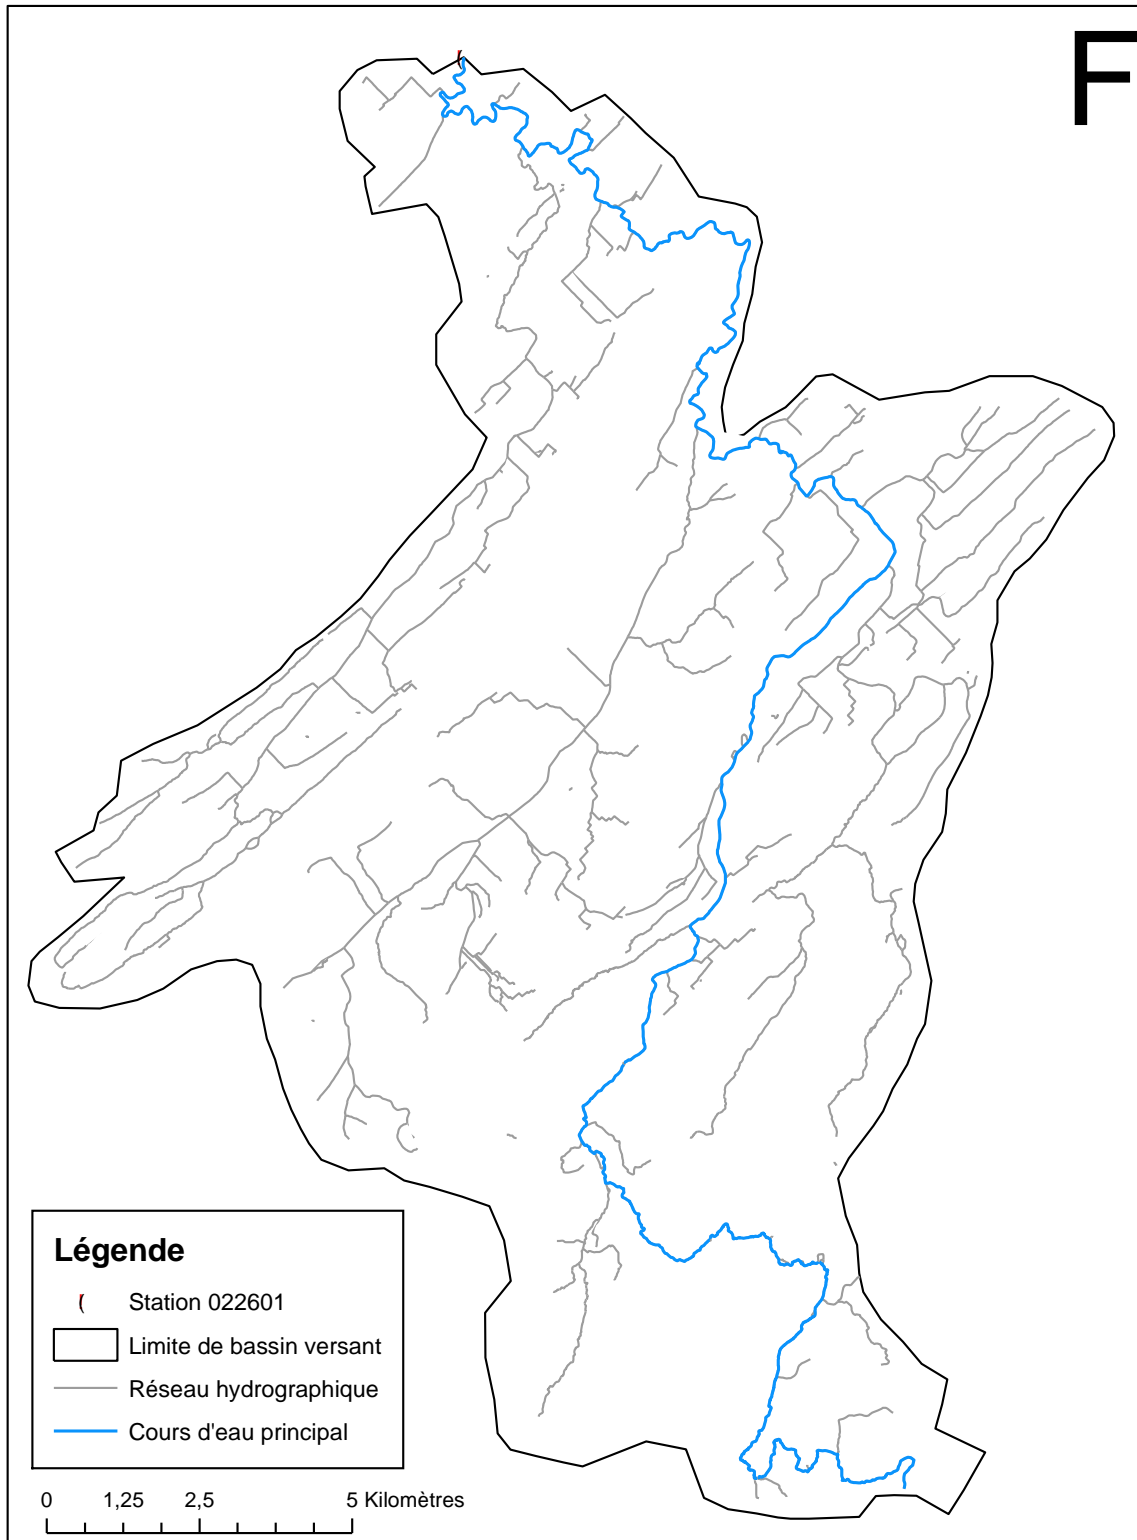 F
Légende
Station 022601
Limite de bassin versant
Réseau hydrographique
Cours d'eau principal
0 1,25 2,5 5 Kilomètres